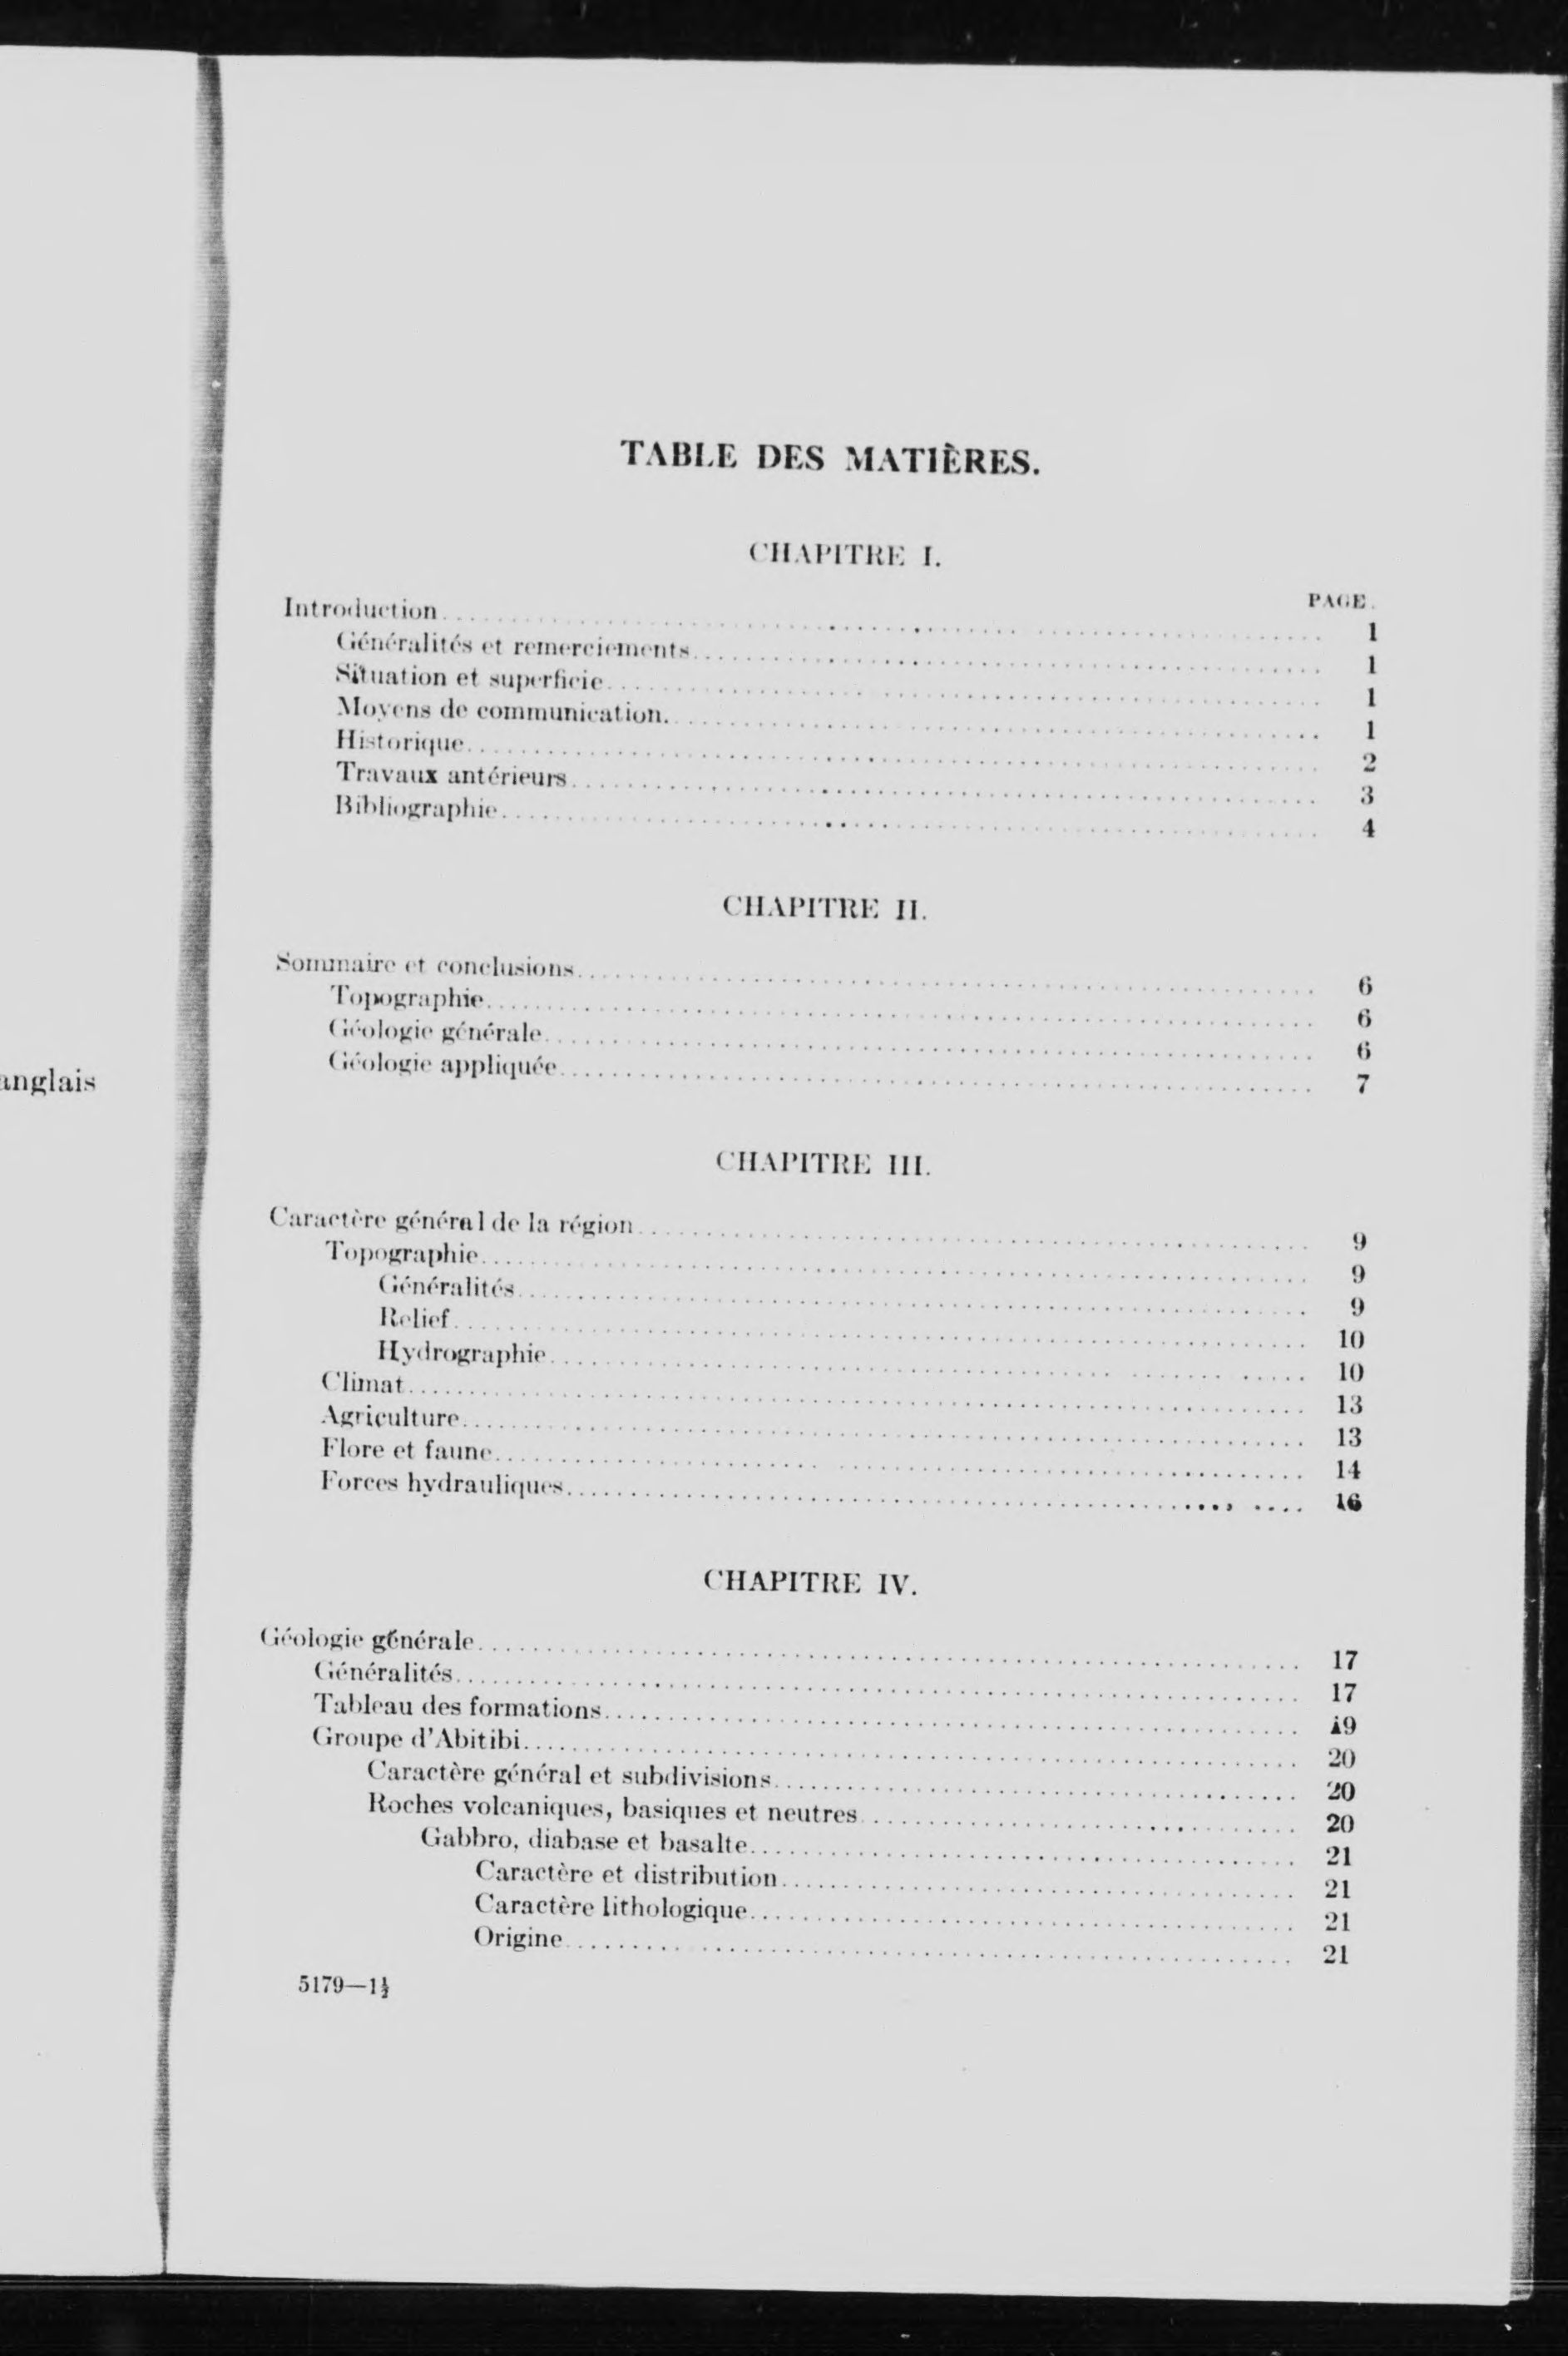 anglais
TABLE DES MATIÈRES.
CHAPITRE I.
PAGE.
Introduction 1
Généralités et remerciements 1
Situation et superficie 1
Moyens de communication 1
Historique 2
Travaux antérieurs 3
Bibliographie 4
CHAPITRE II.
Sommaire et conclusions 6
Topographie 6
Géologie générale 6
Géologie appliquée 7
CHAPITRE III.
Caractère général de la région 9
Topographie 9
Généralités 9
Relief 10
Hydrographie 10
Climat 13
Agriculture 13
Flore et faune 14
Forces hydrauliques 16
CHAPITRE IV.
Géologie générale 17
Généralités 17
Tableau des formations 19
Groupe d'Abitibi 20
Caractère général et subdivisions 20
Roches volcaniques, basiques et neutres 20
Gabbro, diabase et basalte 21
Caractère et distribution 21
Caractère lithologique 21
Origine 21
5179—1½